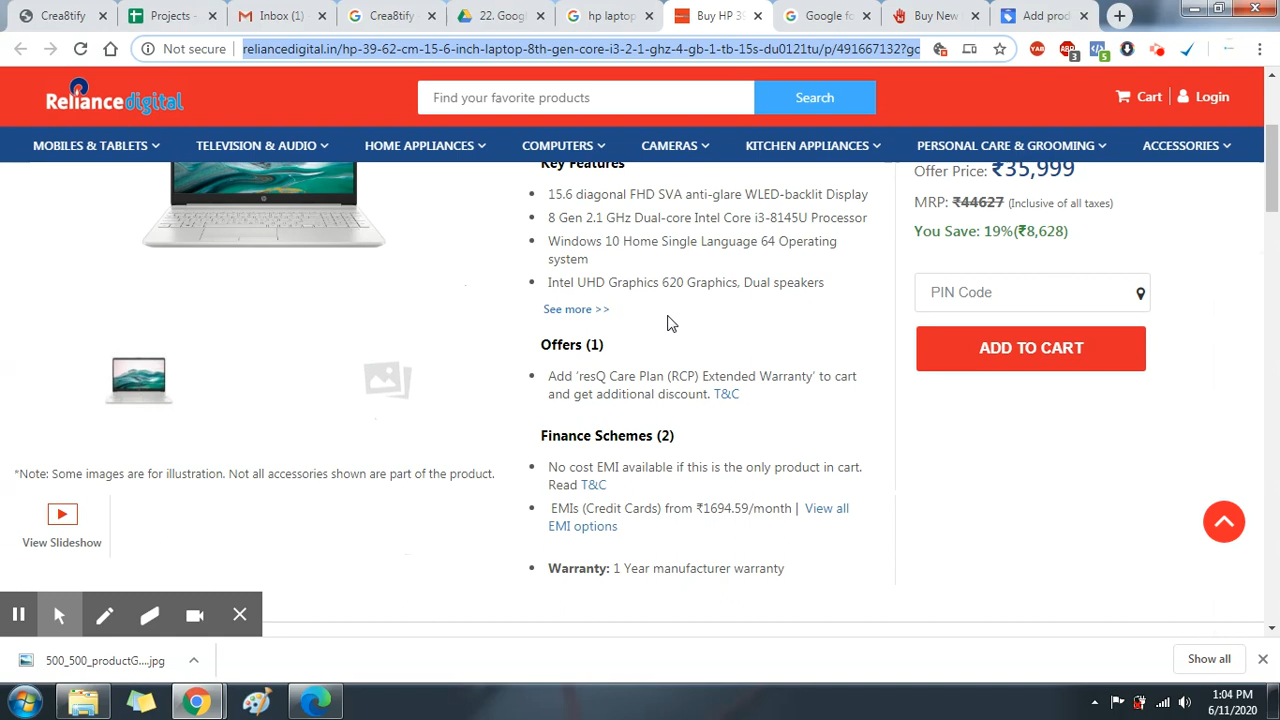 Crea8tify
Projects -
Inbox (1)
Crea8tif
22. Goog
hp laptop
Buy HP 39
Google fe
Buy New
Add prod
Not secure
reliancedigital.in/hp-39-62-cm-15-6-inch-laptop-8th-gen-core-i3-2-1-ghz-4-gb-1-tb-15s-du0121tu/p/491667132?gc
YAB
ABP
3
5
Reliance digital
Find your favorite products
Search
Cart
Login
MOBILES & TABLETS
TELEVISION & AUDIO
HOME APPLIANCES
COMPUTERS
CAMERAS
KITCHEN APPLIANCES
PERSONAL CARE & GROOMING
ACCESSORIES
Key Features
15.6 diagonal FHD SVA anti-glare WLED-backlit Display
8 Gen 2.1 GHz Dual-core Intel Core i3-8145U Processor
Windows 10 Home Single Language 64 Operating
system
Intel UHD Graphics 620 Graphics, Dual speakers
See more >>
Offers (1)
Add ‘resQ Care Plan (RCP) Extended Warranty’ to cart
and get additional discount. T&C
Finance Schemes (2)
No cost EMI available if this is the only product in cart.
Read T&C
EMIs (Credit Cards) from ₹1694.59/month | View all
EMI options
Warranty: 1 Year manufacturer warranty
Offer Price: ₹35,999
MRP: ₹44627 (Inclusive of all taxes)
You Save: 19%(₹8,628)
PIN Code
ADD TO CART
*Note: Some images are for illustration. Not all accessories shown are part of the product.
View Slideshow
500_500_productG....jpg
Show all
1:04 PM
6/11/2020